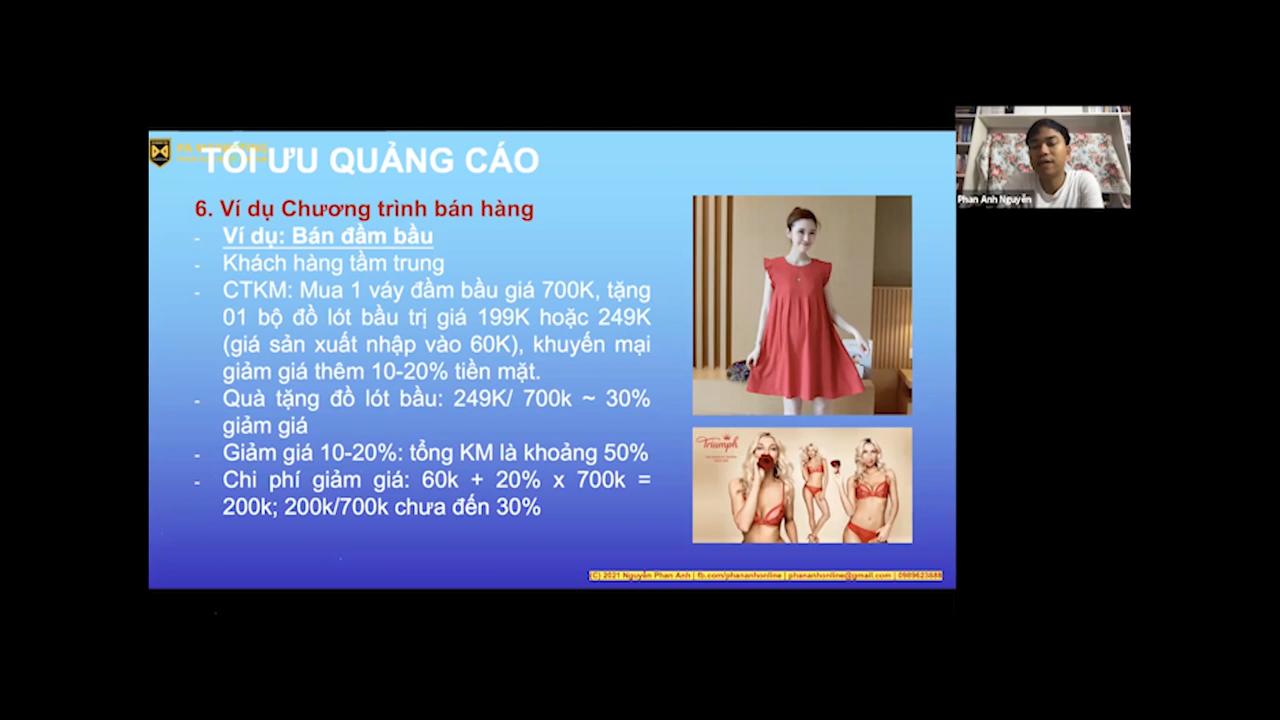 TỐI ƯU QUẢNG CÁO
6. Ví dụ Chương trình bán hàng
- Ví dụ: Bán đầm bầu
- Khách hàng tầm trung
- CTKM: Mua 1 váy đầm bầu giá 700K, tặng
01 bộ đồ lót bầu trị giá 199K hoặc 249K
(giá sản xuất nhập vào 60K), khuyến mại
giảm giá thêm 10-20% tiền mặt.
- Quà tặng đồ lót bầu: 249K/ 700k ~ 30%
giảm giá
- Giảm giá 10-20%: tổng KM là khoảng 50%
- Chi phí giảm giá: 60k + 20% x 700k =
200k; 200k/700k chưa đến 30%
Triumph
(C) 2021 Nguyễn Phan Anh | fb.com/phananhonline | phananhonline@gmail.com | 0989623888
Phan Anh Nguyễn